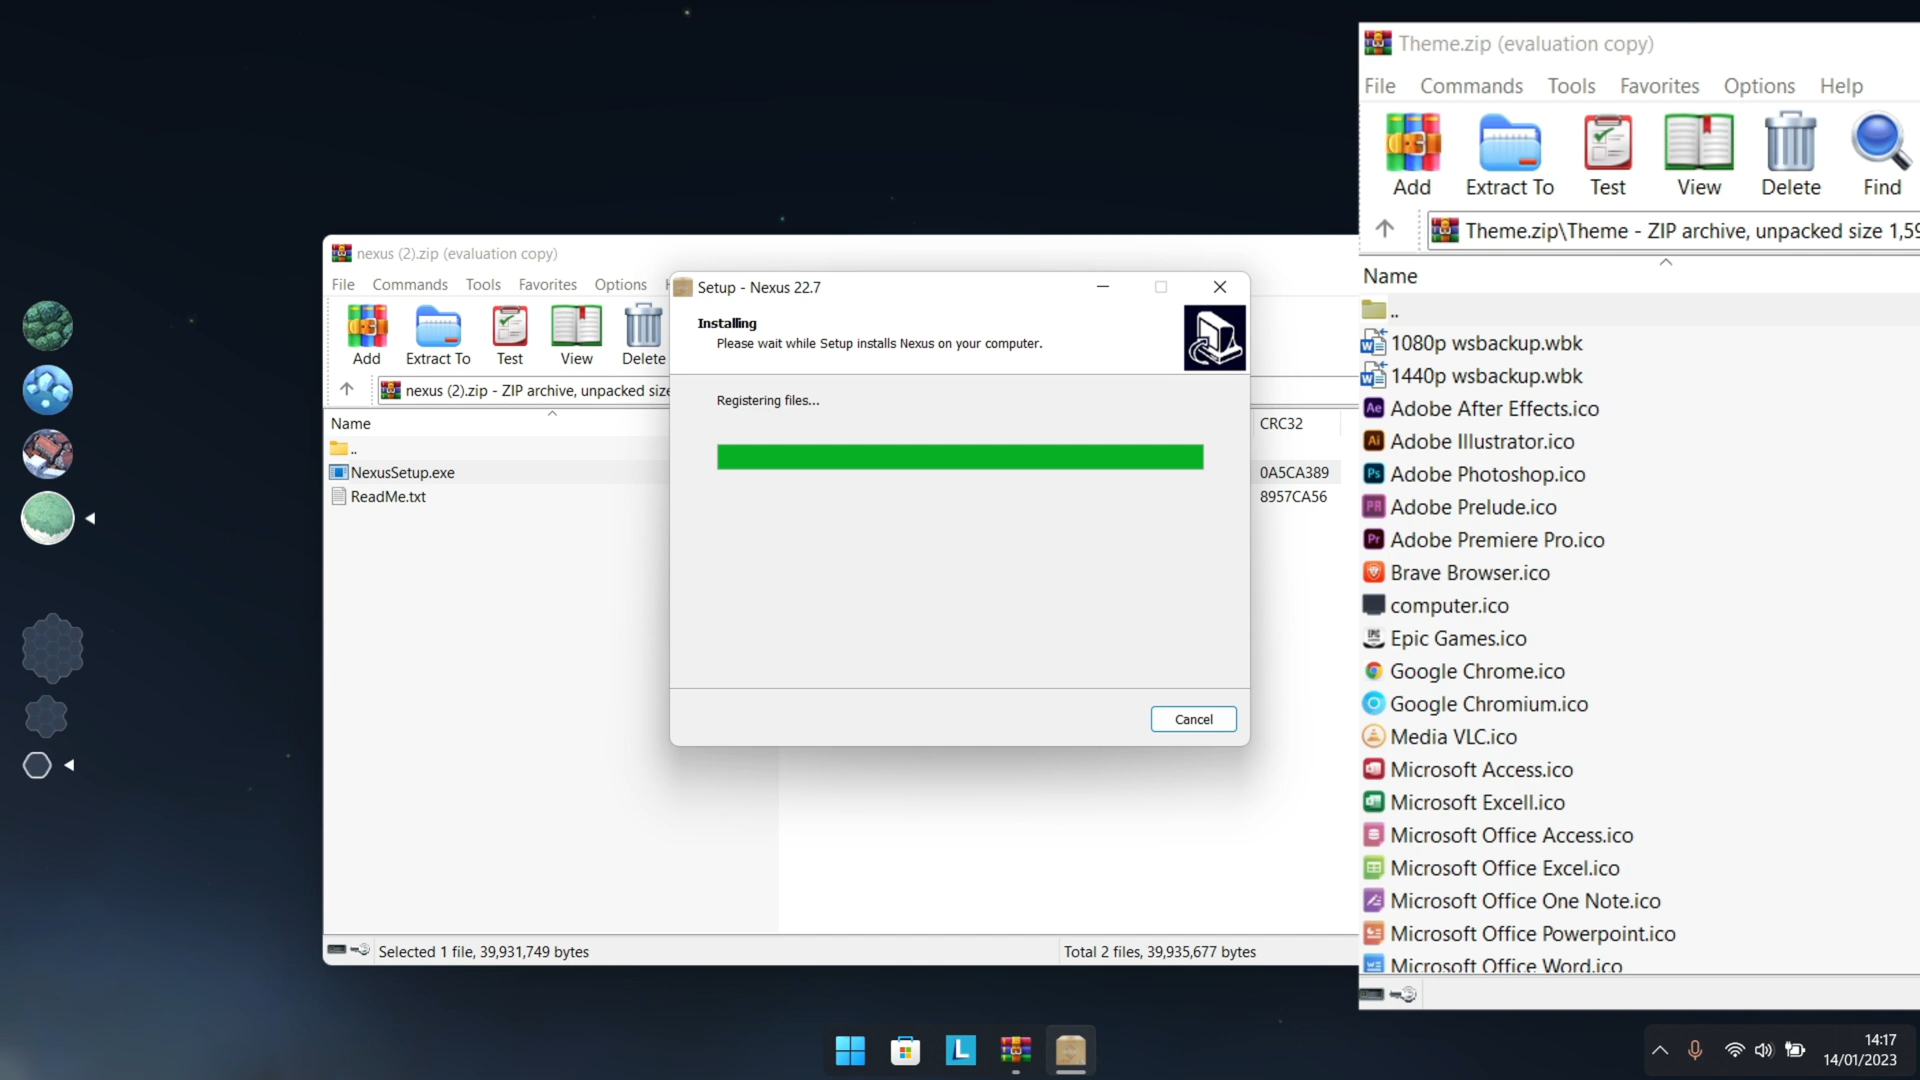 nexus (2).zip (evaluation copy)
File Commands Tools Favorites Options
Add Extract To Test View Delete
nexus (2).zip - ZIP archive, unpacked size
Name
CRC32
..
NexusSetup.exe
0A5CA389
ReadMe.txt
8957CA56
Selected 1 file, 39,931,749 bytes
Total 2 files, 39,935,677 bytes
Setup - Nexus 22.7
Installing
Please wait while Setup installs Nexus on your computer.
Registering files...
Cancel
Theme.zip (evaluation copy)
File Commands Tools Favorites Options Help
Add Extract To Test View Delete Find
Theme.zip\Theme - ZIP archive, unpacked size 1,59
Name
..
1080p wsbackup.wbk
1440p wsbackup.wbk
Adobe After Effects.ico
Adobe Illustrator.ico
Adobe Photoshop.ico
Adobe Prelude.ico
Adobe Premiere Pro.ico
Brave Browser.ico
computer.ico
Epic Games.ico
Google Chrome.ico
Google Chromium.ico
Media VLC.ico
Microsoft Access.ico
Microsoft Excell.ico
Microsoft Office Access.ico
Microsoft Office Excel.ico
Microsoft Office One Note.ico
Microsoft Office Powerpoint.ico
Microsoft Office Word.ico
14:17
14/01/2023